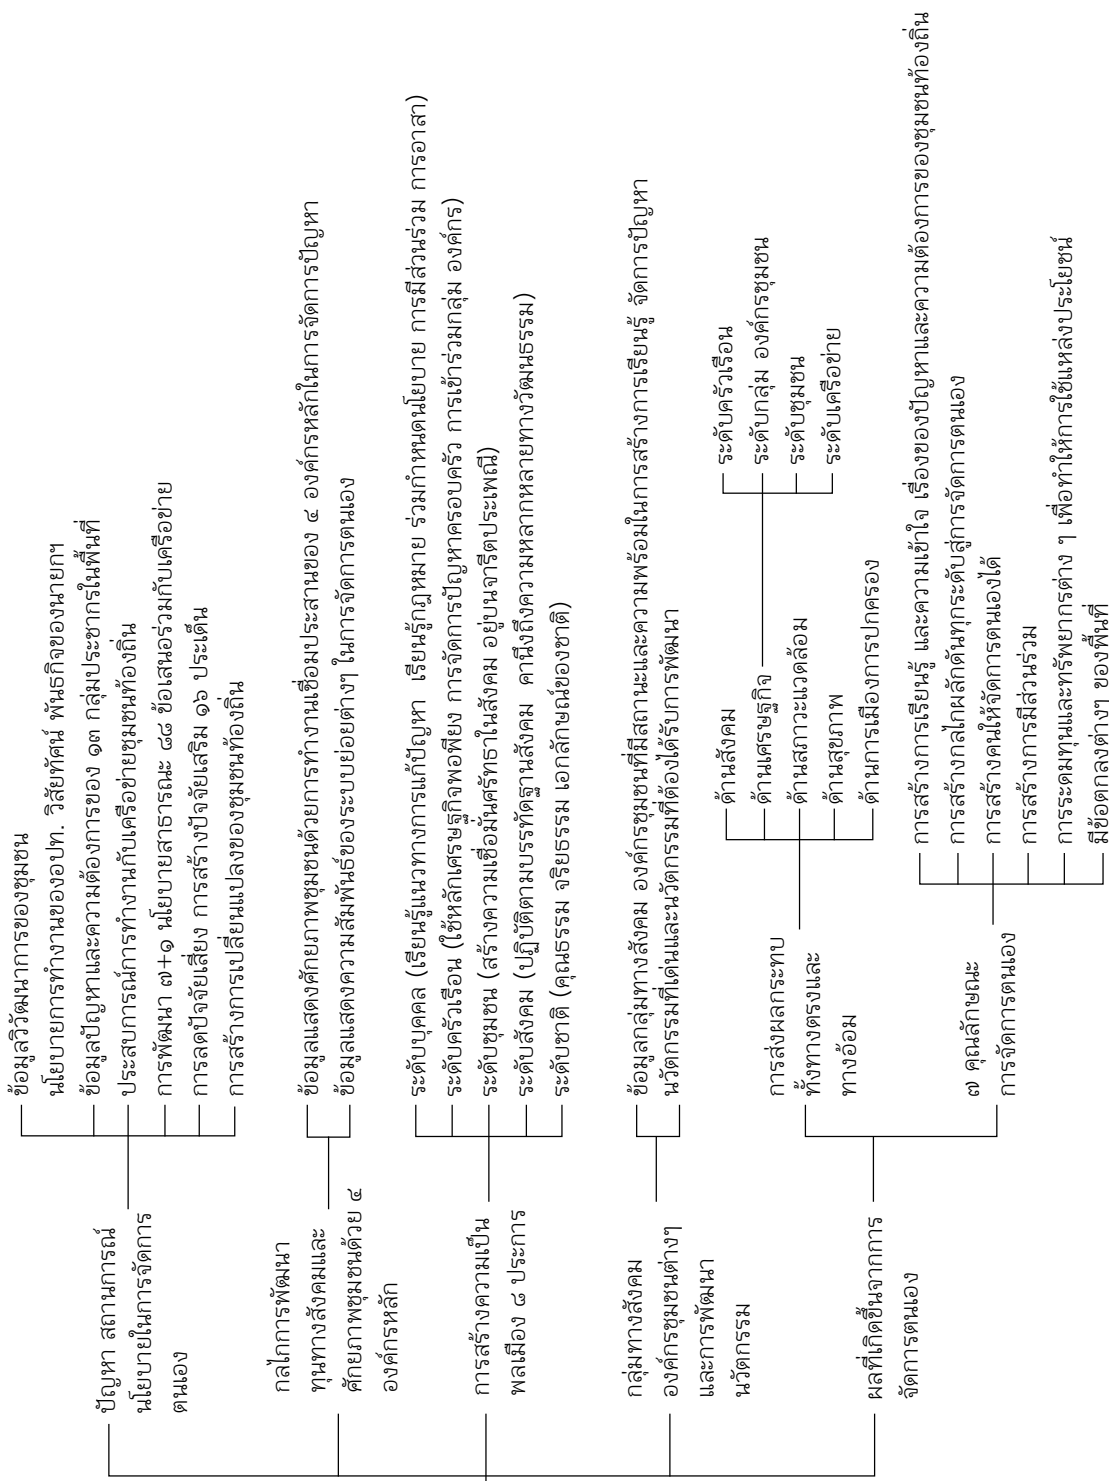 ปัญหา สถานการณ์
นโยบายในการจัดการ
ตนเอง
ข้อมูลวิวัฒนาการของชุมชน
นโยบายการทำงานของอปท. วิสัยทัศน์ พันธกิจของนายกฯ
ข้อมูลปัญหาและความต้องการของ ๑๓ กลุ่มประชากรในพื้นที่
ประสบการณ์การทำงานกับเครือข่ายชุมชนท้องถิ่น
การพัฒนา ๗+๑ นโยบายสาธารณะ ๘๘ ข้อเสนอร่วมกับเครือข่าย
การลดปัจจัยเสี่ยง การสร้างปัจจัยเสริม ๑๖ ประเด็น
การสร้างการเปลี่ยนแปลงของชุมชนท้องถิ่น
กลไกการพัฒนา
ทุนทางสังคมและ
ศักยภาพชุมชนด้วย ๔
องค์กรหลัก
ข้อมูลแสดงศักยภาพชุมชนด้วยการทำงานเชื่อมประสานของ ๔ องค์กรหลักในการจัดการปัญหา
ข้อมูลแสดงความสัมพันธ์ของระบบย่อยต่างๆ ในการจัดการตนเอง
การสร้างความเป็น
พลเมือง ๘ ประการ
ระดับบุคคล (เรียนรู้แนวทางการแก้ปัญหา เรียนรู้กฎหมาย ร่วมกำหนดนโยบาย การมีส่วนร่วม การอาสา)
ระดับครัวเรือน (ใช้หลักเศรษฐกิจพอเพียง การจัดการปัญหาครอบครัว การเข้าร่วมกลุ่ม องค์กร)
ระดับชุมชน (สร้างความเชื่อมั่นศรัทธาในสังคม อยู่บนจารีตประเพณี)
ระดับสังคม (ปฏิบัติตามบรรทัดฐานสังคม คานึงถึงความหลากหลายทางวัฒนธรรม)
ระดับชาติ (คุณธรรม จริยธรรม เอกลักษณ์ของชาติ)
กลุ่มทางสังคม
องค์กรชุมชนต่างๆ
และการพัฒนา
นวัตกรรม
ข้อมูลกลุ่มทางสังคม องค์กรชุมชนที่มีสถานะและความพร้อมในการสร้างการเรียนรู้ จัดการปัญหา
นวัตกรรมที่เด่นและนวัตกรรมที่ต้องได้รับการพัฒนา
ผลที่เกิดขึ้นจากการ
จัดการตนเอง
การส่งผลกระทบ
ทั้งทางตรงและ
ทางอ้อม
ด้านสังคม
ด้านเศรษฐกิจ
ด้านสภาวะแวดล้อม
ด้านสุขภาพ
ด้านการเมืองการปกครอง
ระดับครัวเรือน
ระดับกลุ่ม องค์กรชุมชน
ระดับชุมชน
ระดับเครือข่าย
๗ คุณลักษณะ
การจัดการตนเอง
การสร้างการเรียนรู้ และความเข้าใจ เรื่องของปัญหาและความต้องการของชุมชนท้องถิ่น
การสร้างกลไกผลักดันทุกระดับสู่การจัดการตนเอง
การสร้างคนให้จัดการตนเองได้
การสร้างการมีส่วนร่วม
การระดมทุนและทรัพยากรต่าง ๆ เพื่อทำให้การใช้แหล่งประโยชน์
มีข้อตกลงต่างๆ ของพื้นที่